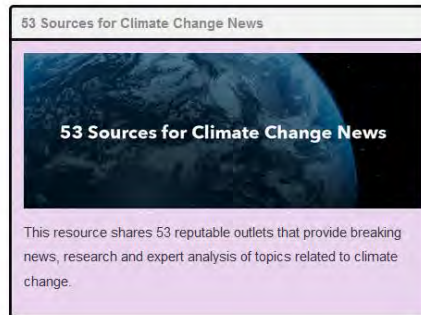 53 Sources for Climate Change News
53 Sources for Climate Change News
This resource shares 53 reputable outlets that provide breaking
news, research and expert analysis of topics related to climate
change.